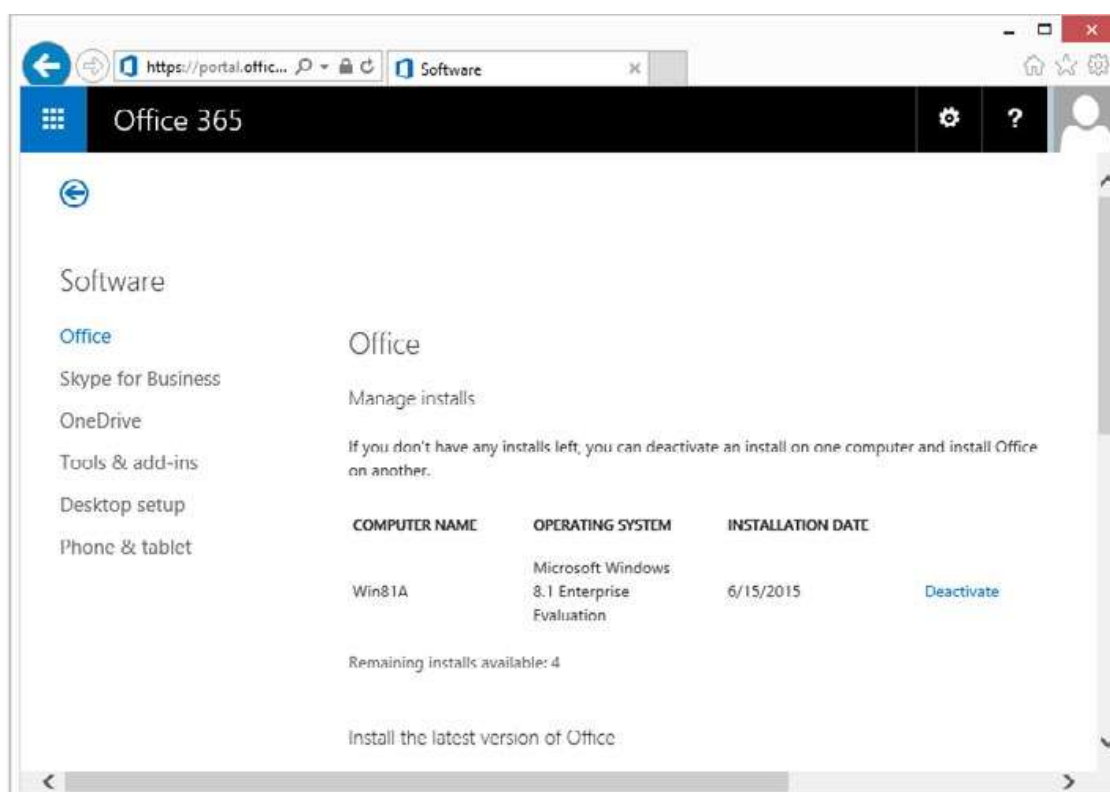 https://portal.offic...
Software
Office 365
?
Software
Office
Skype for Business
OneDrive
Tools & add-ins
Desktop setup
Phone & tablet
Office
Manage installs
If you don't have any installs left, you can deactivate an install on one computer and install Office
on another.
COMPUTER NAME OPERATING SYSTEM INSTALLATION DATE
Microsoft Windows
Win81A 8.1 Enterprise 6/15/2015 Deactivate
Evaluation
Remaining installs available: 4
Install the latest version of Office